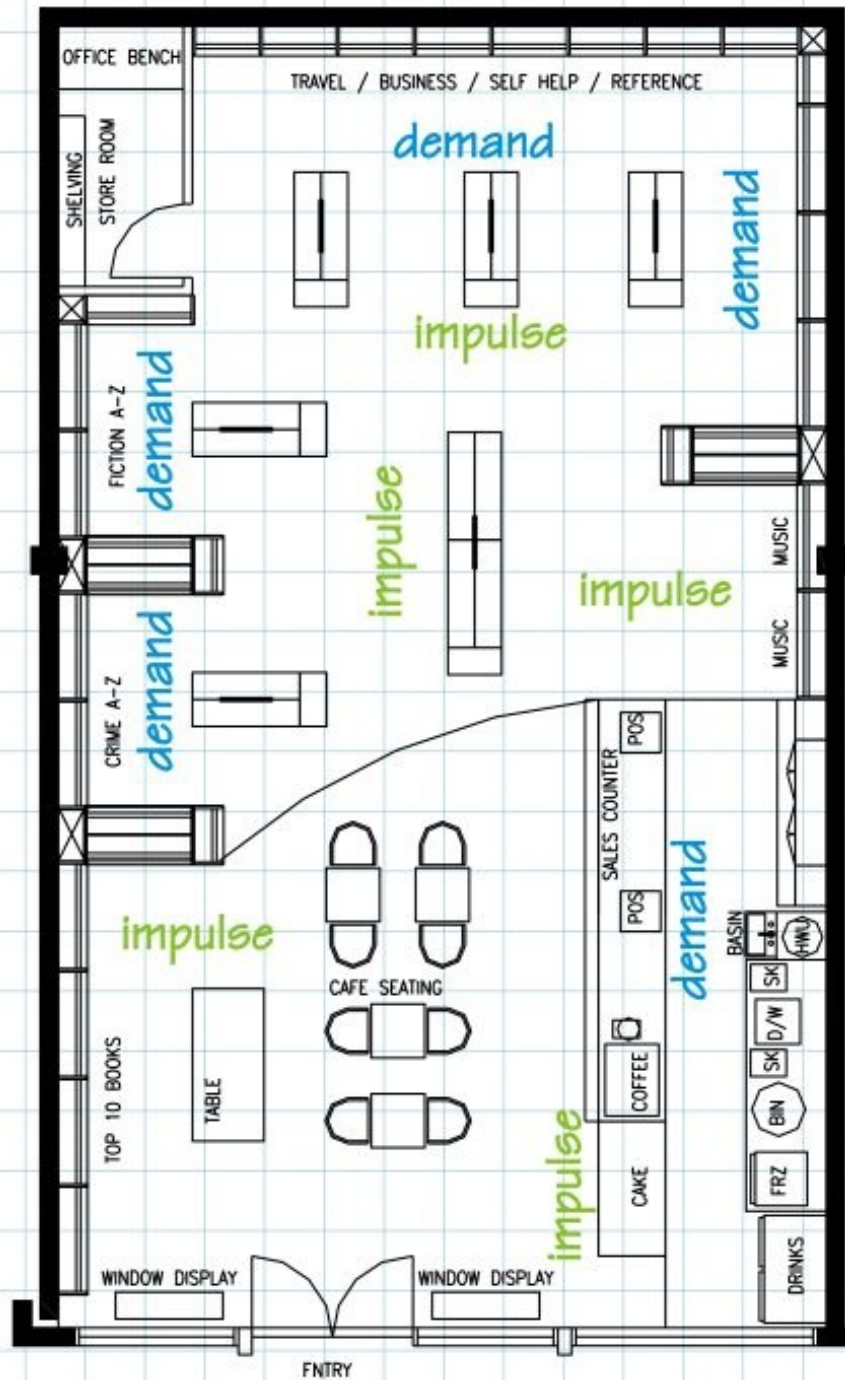 OFFICE BENCH
TRAVEL / BUSINESS / SELF HELP / REFERENCE
SHELVING
STORE ROOM
demand
demand
impulse
FICTION A-Z
demand
impulse
impulse
MUSIC
MUSIC
CRIME A-Z
demand
POS
SALES COUNTER
POS
demand
BASIN
HWU
impulse
CAFE SEATING
SK
D/W
SK
COFFEE
BIN
TOP 10 BOOKS
TABLE
impulse
CAKE
FRZ
DRINKS
WINDOW DISPLAY
WINDOW DISPLAY
ENTRY